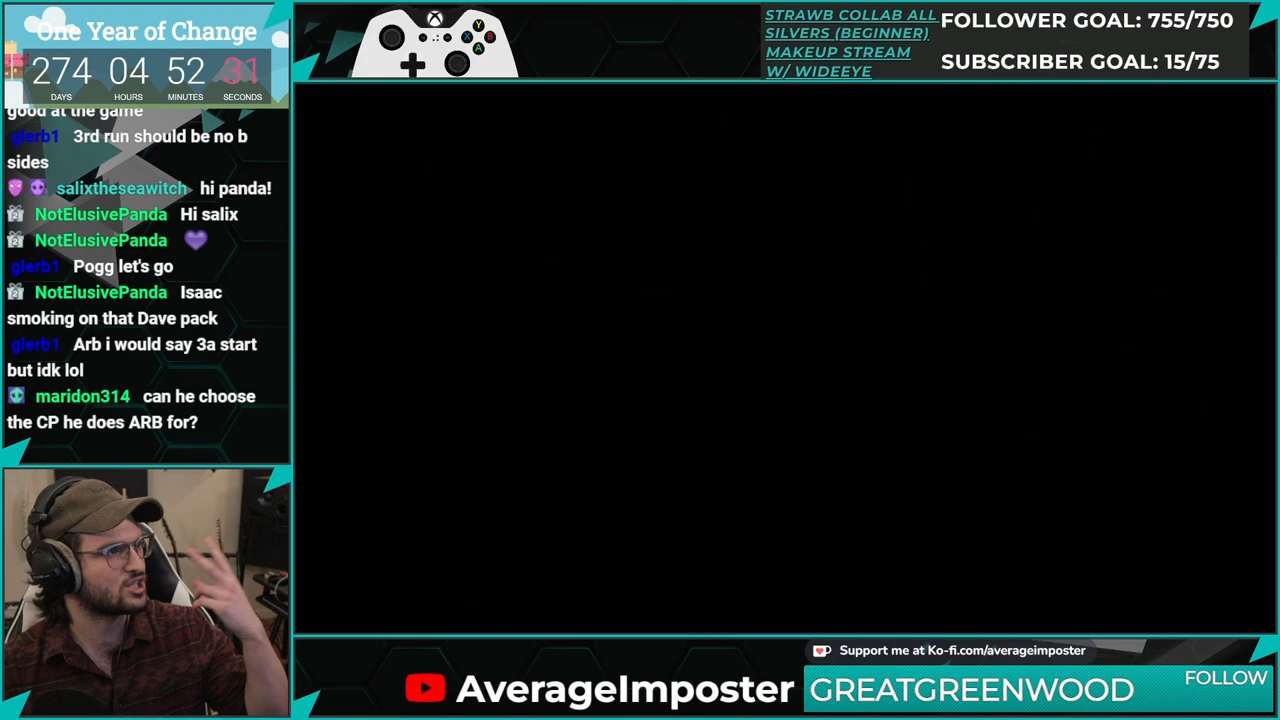 One Year of Change
274 04 52 31
DAYS HOURS MINUTES SECONDS
good at the game
glerb1 3rd run should be no b
sides
salixtheseawitch hi panda!
NotElusivePanda Hi salix
NotElusivePanda
glerb1 Pogg let's go
NotElusivePanda Isaac
smoking on that Dave pack
glerb1 Arb i would say 3a start
but idk lol
maridon314 can he choose
the CP he does ARB for?
Y
X B
A
STRAWB COLLAB ALL
SILVERS (BEGINNER)
MAKEUP STREAM
W/ WIDEEYE
FOLLOWER GOAL: 755/750
SUBSCRIBER GOAL: 15/75
Support me at Ko-fi.com/averageimposter
AverageImposter
GREATGREENWOOD
FOLLOW